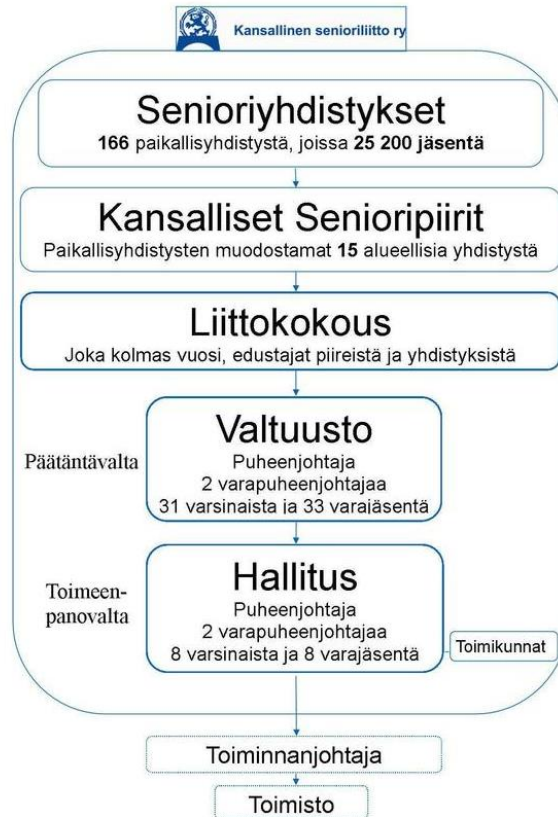 Kansallinen senioriliitto ry
Senioriyhdistykset
166 paikallisyhdistystä, joissa 25 200 jäsentä
Kansalliset Senioripiirit
Paikallisyhdistysten muodostamat 15 alueellisia yhdistystä
Liittokokous
Joka kolmas vuosi, edustajat piireistä ja yhdistyksistä
Päätäntävalta
Valtuusto
Puheenjohtaja
2 varapuheenjohtajaa
31 varsinaista ja 33 varajäsentä
Toimeen-
panovalta
Hallitus
Puheenjohtaja
2 varapuheenjohtajaa
8 varsinaista ja 8 varajäsentä
Toimikunnat
Toiminnanjohtaja
Toimisto